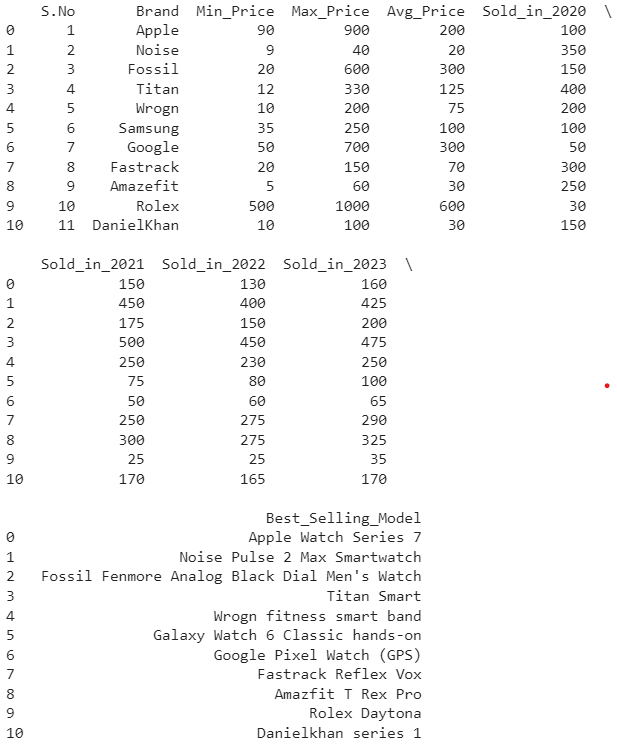 S.No Brand Min_Price Max_Price Avg_Price Sold_in_2020 \
0 1 Apple 90 900 200 100
1 2 Noise 9 40 20 350
2 3 Fossil 20 600 300 150
3 4 Titan 12 330 125 400
4 5 Wrogn 10 200 75 200
5 6 Samsung 35 250 100 100
6 7 Google 50 700 300 50
7 8 Fastrack 20 150 70 300
8 9 Amazefit 5 60 30 250
9 10 Rolex 500 1000 600 30
10 11 DanielKhan 10 100 30 150
Sold_in_2021 Sold_in_2022 Sold_in_2023 \
0 150 130 160
1 450 400 425
2 175 150 200
3 500 450 475
4 250 230 250
5 75 80 100
6 50 60 65
7 250 275 290
8 300 275 325
9 25 25 35
10 170 165 170
Best_Selling_Model
0 Apple Watch Series 7
1 Noise Pulse 2 Max Smartwatch
2 Fossil Fenmore Analog Black Dial Men's Watch
3 Titan Smart
4 Wrogn fitness smart band
5 Galaxy Watch 6 Classic hands-on
6 Google Pixel Watch (GPS)
7 Fastrack Reflex Vox
8 Amazfit T Rex Pro
9 Rolex Daytona
10 Danielkhan series 1